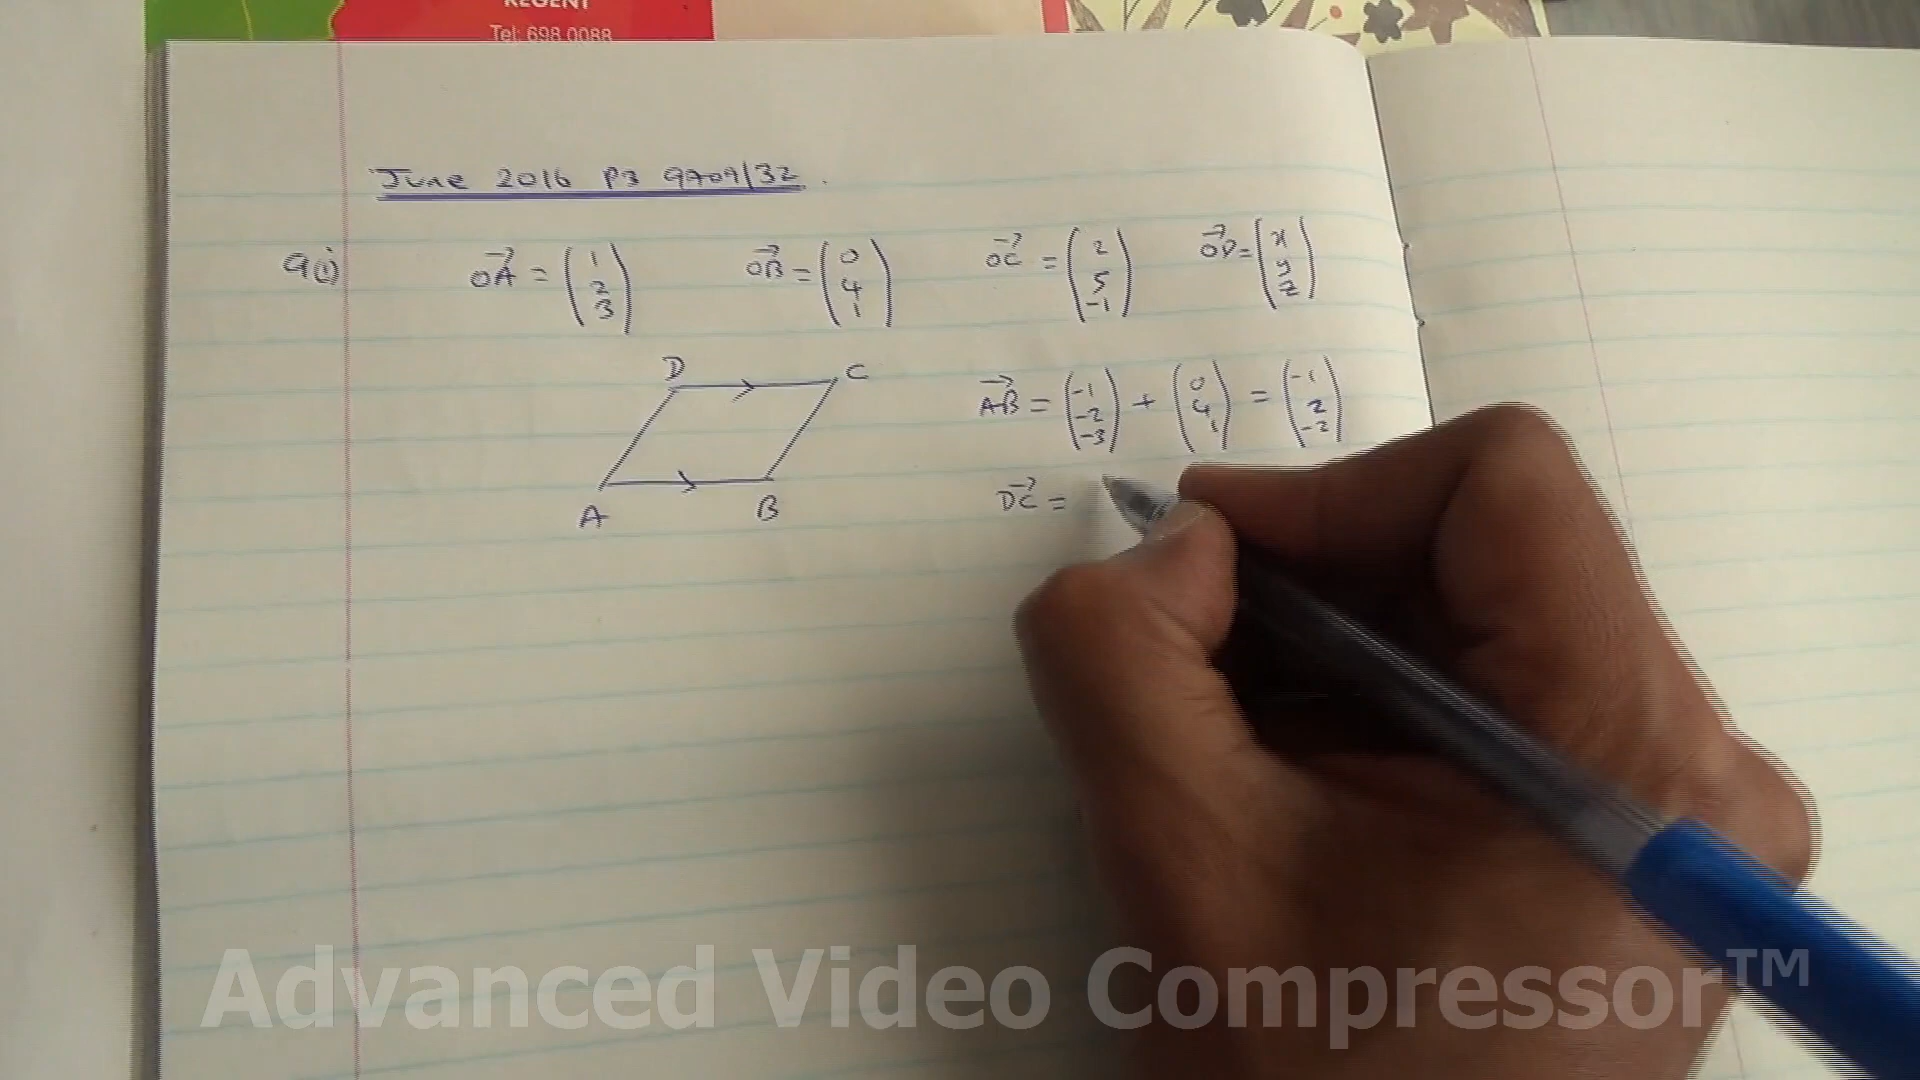 REGENT
Tel: 698 0088
June 2016 P3 9709/32.
9(i) OA = (1 2 3) OB = (0 4 1) OC = (2 5 -1) OD = (x y z)
D C
AB = (-1 -2 -3) + (0 4 1) = (-1 2 -2)
DC =
A B
Advanced Video Compressor™